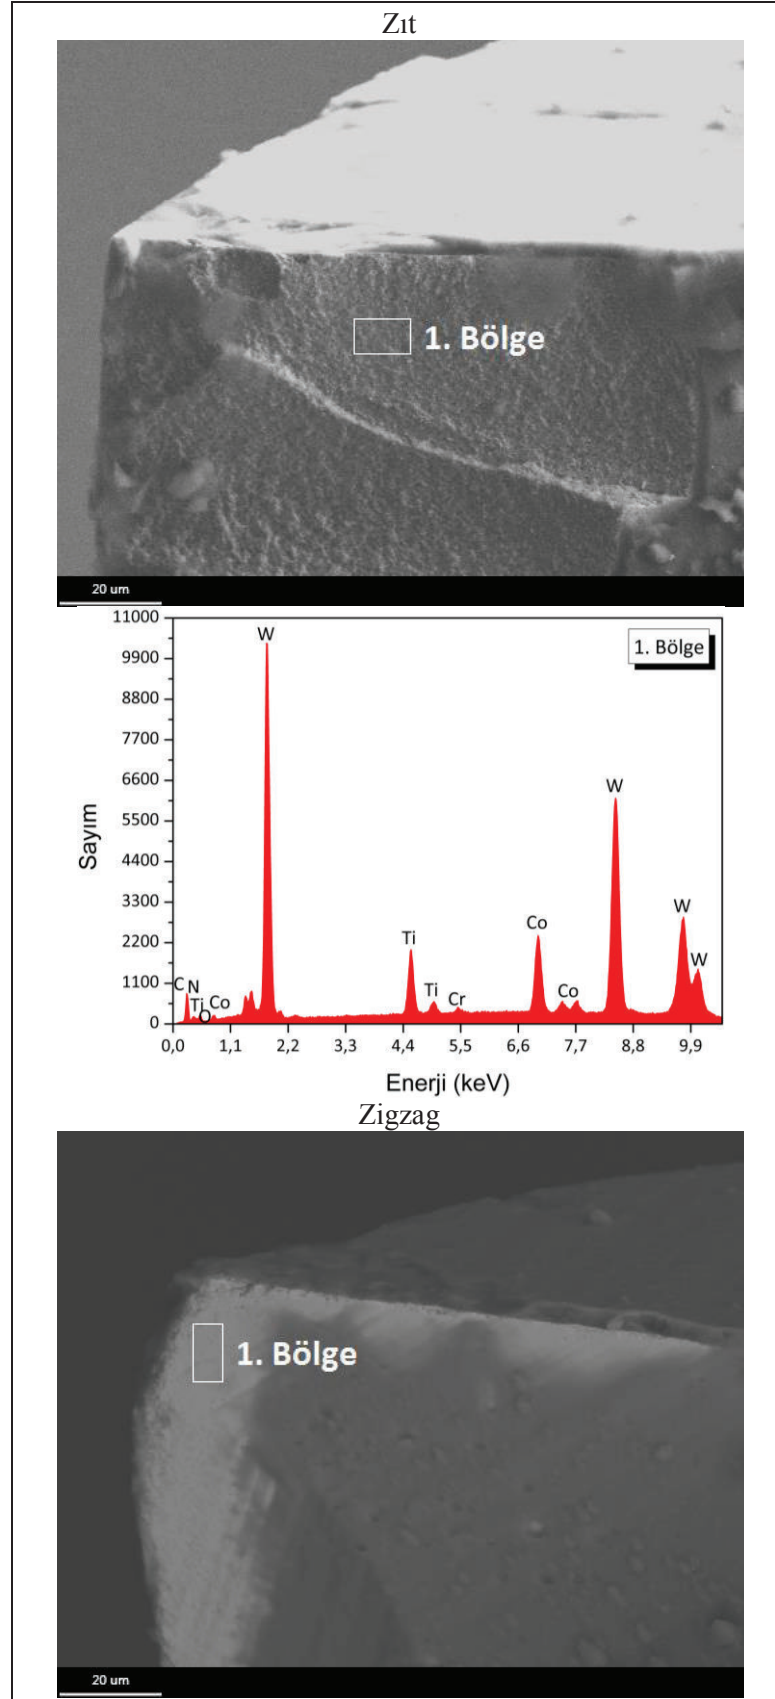 Zıt
1. Bölge
20 um
11000
9900
8800
7700
6600
5500
4400
3300
2200
1100
0
Sayım
1. Bölge
W
C
N
Ti
O
Co
Ti
Ti
Cr
Co
Co
W
W
W
0,0 1,1 2,2 3,3 4,4 5,5 6,6 7,7 8,8 9,9
Enerji (keV)
Zigzag
1. Bölge
20 um